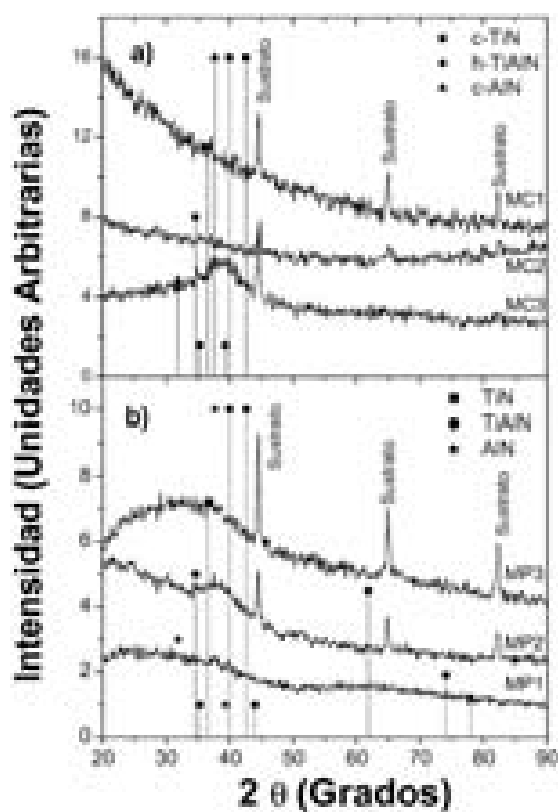 Intensidad (Unidades Arbitrarias)
a)
c-TiN
h-TiAlN
c-AlN
Sustrato
Sustrato
Sustrato
MC1
MC2
MC3
16
12
8
4
0
b)
TiN
TiAlN
AlN
Sustrato
Sustrato
Sustrato
MP3
MP2
MP1
10
8
6
4
2
0
20 30 40 50 60 70 80 90
2 θ (Grados)